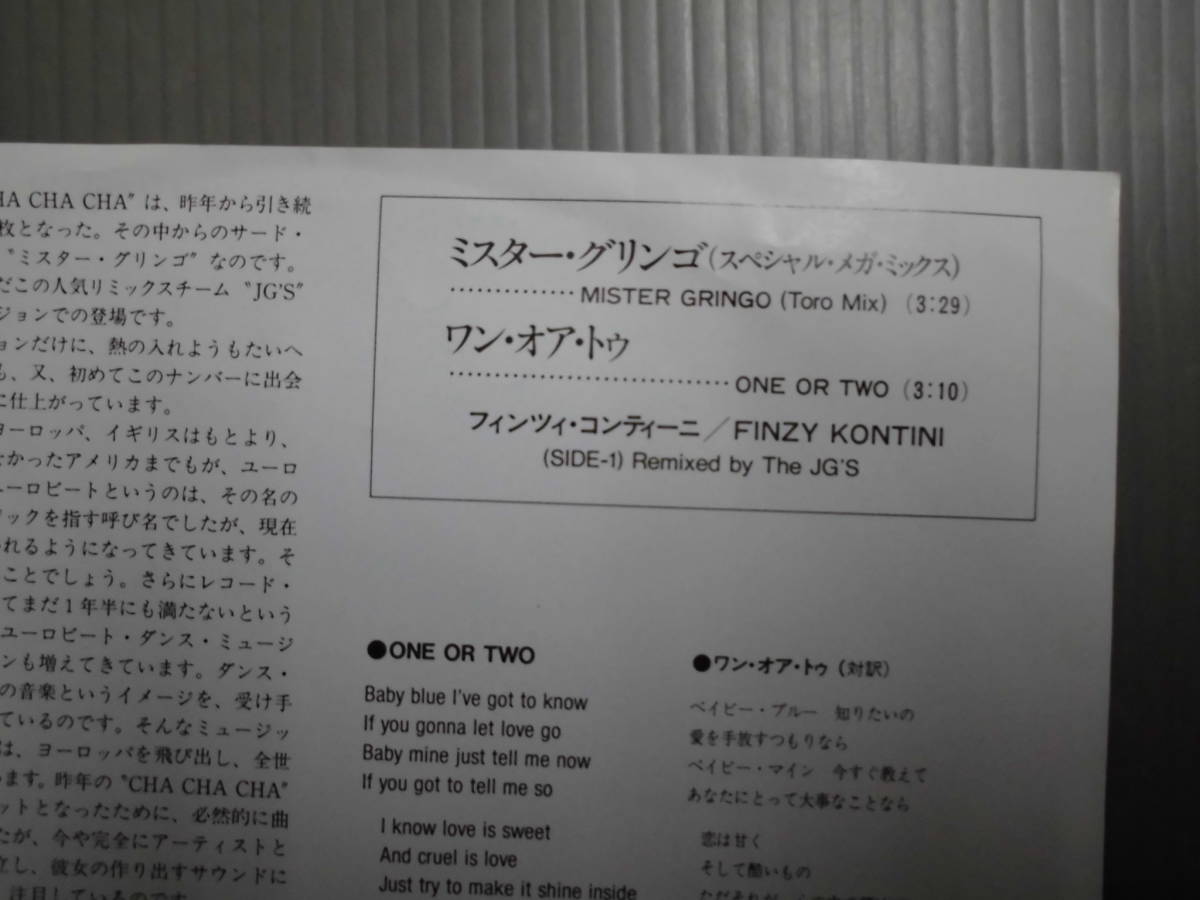 HA CHA CHA〟は、昨年から引き続
枚となった。その中からのサード・
〝ミスター・グリンゴ〟なのです。
だこの人気リミックスチーム〝JG'S〟
ジョンでの登場です。
ョンだけに、熱の入れようもたいへ
も、又、初めてこのナンバーに出会
に仕上がっています。
ヨーロッパ、イギリスはもとより、
なかったアメリカまでもが、ユーロ
ユーロビートというのは、その名の
ックを指す呼び名でしたが、現在
れるようになってきています。そ
ことでしょう。さらにレコード・
てまだ1年半にも満たないという
ユーロビート・ダンス・ミュージ
ンも増えてきています。ダンス・
の音楽というイメージを、受け手
ているのです。そんなミュージッ
は、ヨーロッパを飛び出し、全世
います。昨年の〝CHA CHA CHA〟
ットとなったために、必然的に曲
たが、今や完全にアーティストと
立し、彼女の作り出すサウンドに
注目しているのです。
ミスター・グリンゴ(スペシャル・メガ・ミックス)
‥‥‥‥‥‥‥MISTER GRINGO (Toro Mix) (3:29)
ワン・オア・トゥ
‥‥‥‥‥‥‥‥‥‥‥‥‥‥‥‥ONE OR TWO (3:10)
フィンツィ・コンティーニ/FINZY KONTINI
(SIDE-1) Remixed by The JG'S
●ONE OR TWO
Baby blue I've got to know
If you gonna let love go
Baby mine just tell me now
If you got to tell me so
I know love is sweet
And cruel is love
Just try to make it shine inside
●ワン・オア・トゥ(対訳)
ベイビー・ブルー 知りたいの
愛を手放すつもりなら
ベイビー・マイン 今すぐ教えて
あなたにとって大事なことなら
恋は甘く
そして酷いもの